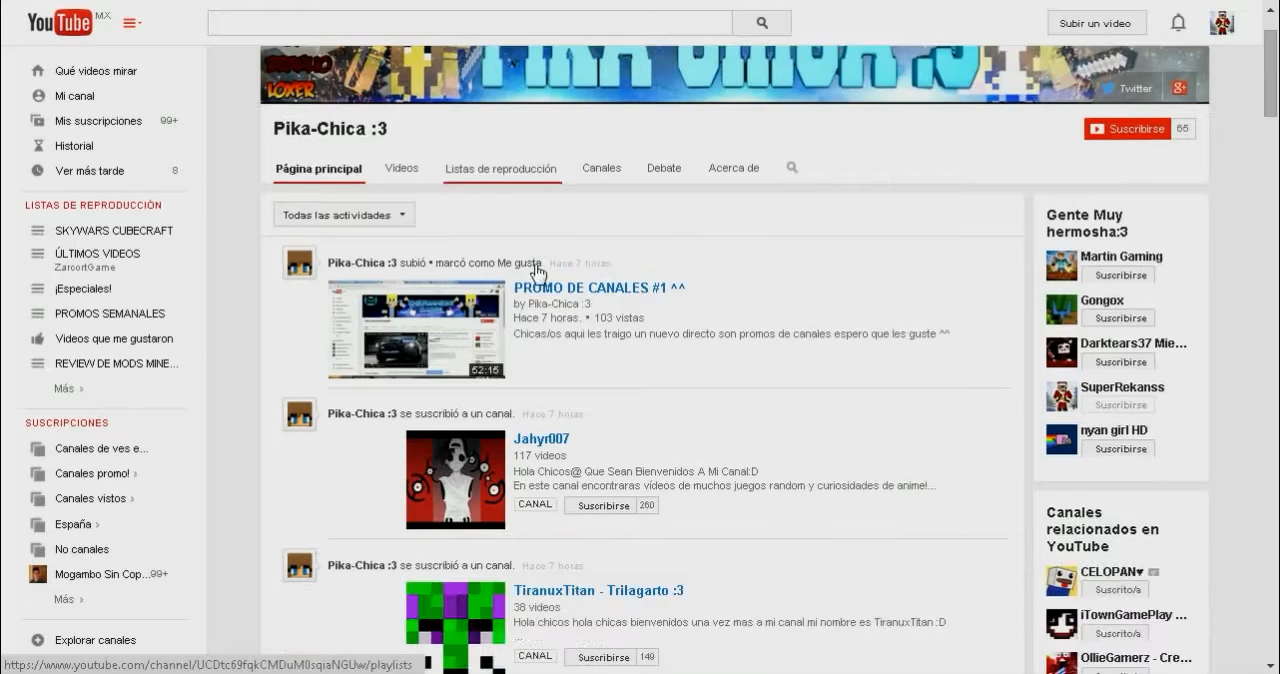 YouTube MX
Subir un video
PIKA-CHICA :3
LOXER
Twitter
Pika-Chica :3
Suscribirse 65
Página principal Videos Listas de reproducción Canales Debate Acerca de
Todas las actividades
Qué videos mirar
Mi canal
Mis suscripciones 99+
Historial
Ver más tarde 8
LISTAS DE REPRODUCCIÓN
SKYWARS CUBECRAFT
ÚLTIMOS VIDEOS
ZarcortGame
¡Especiales!
PROMOS SEMANALES
Videos que me gustaron
REVIEW DE MODS MINE...
Más ›
SUSCRIPCIONES
Canales de ves e...
Canales promo! ›
Canales vistos ›
España ›
No canales
Mogambo Sin Cop... 99+
Más ›
Explorar canales
Pika-Chica :3 subió • marcó como Me gusta. Hace 7 horas
PROMO DE CANALES #1 ^^
by Pika-Chica :3
Hace 7 horas. • 103 vistas
Chicas/os aqui les traigo un nuevo directo son promos de canales espero que les guste ^^
52:15
Pika-Chica :3 se suscribió a un canal. Hace 7 horas
Jahyr007
117 videos
Hola Chicos@ Que Sean Bienvenidos A Mi Canal:D
En este canal encontraras vídeos de muchos juegos random y curiosidades de anime!...
CANAL Suscribirse 260
Pika-Chica :3 se suscribió a un canal. Hace 7 horas
TiranuxTitan - Trilagarto :3
38 videos
Hola chicos hola chicas bienvenidos una vez mas a mi canal mi nombre es TiranuxTitan :D
...
CANAL Suscribirse 149
Gente Muy
hermosha:3
Martin Gaming
Suscribirse
Gongox
Suscribirse
Darktears37 Mie...
Suscribirse
SuperRekanss
Suscribirse
nyan girl HD
Suscribirse
Canales
relacionados en
YouTube
CELOPAN♥
Suscrito/a
iTownGamePlay ...
Suscrito/a
OllieGamerz - Cre...
https://www.youtube.com/channel/UCDtc69fqkCMDuM0sqiaNGUw/playlists